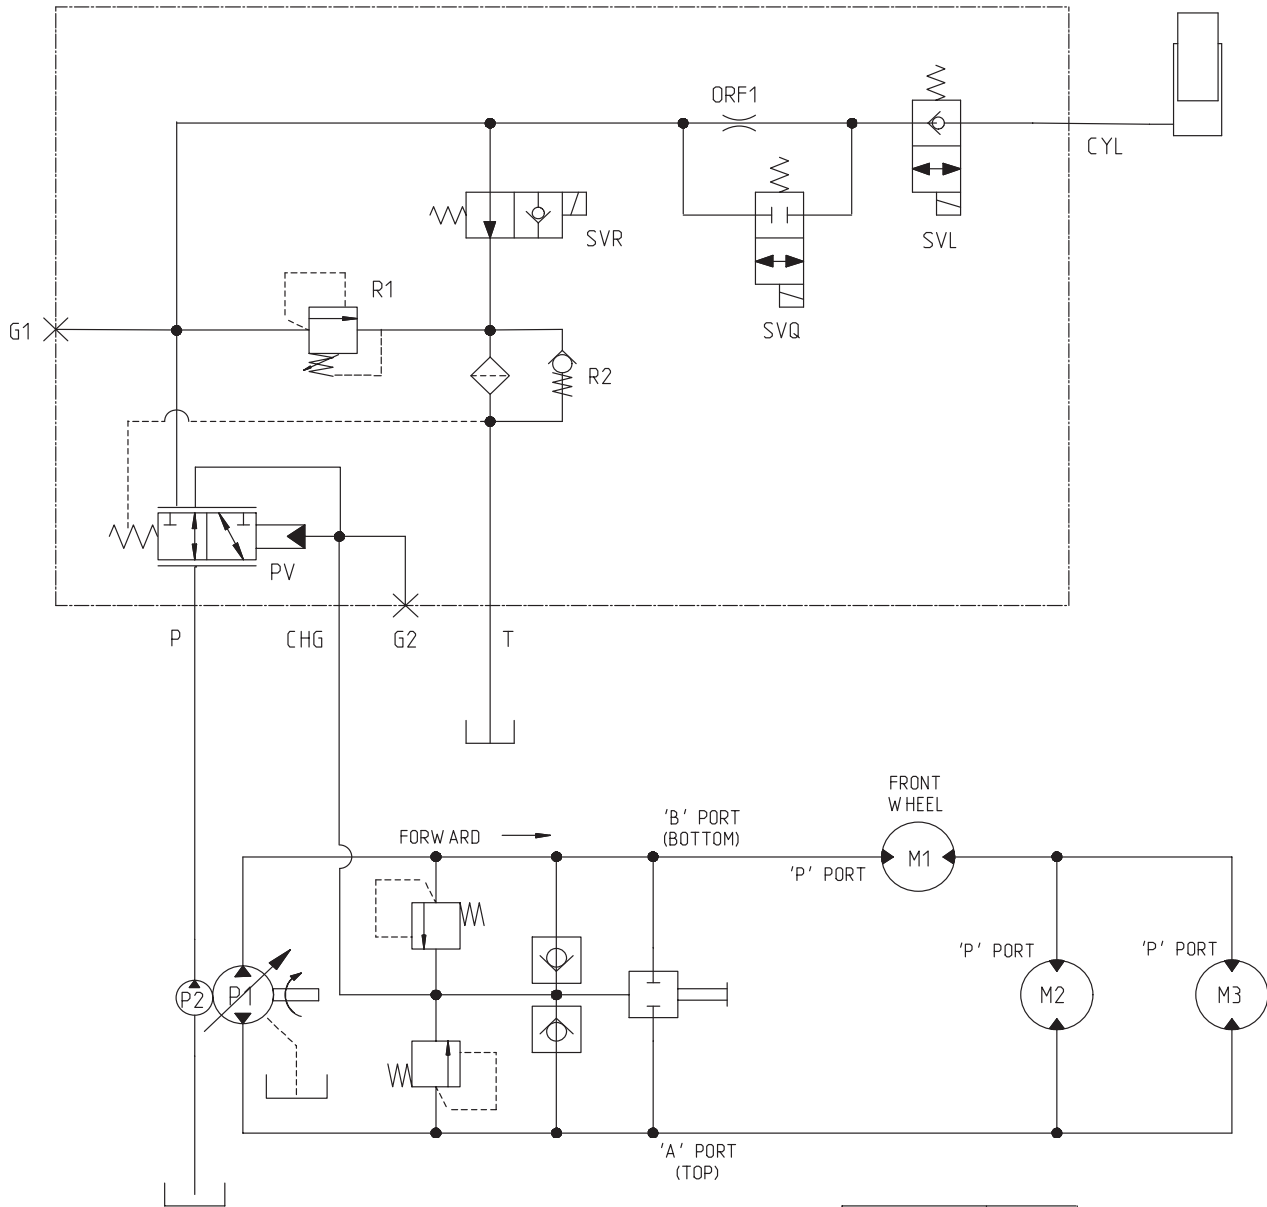 ORF1
CYL
SVR
SVL
R1
G1
SVQ
R2
PV
P
CHG
G2
T
FRONT
WHEEL
'B' PORT
(BOTTOM)
FORWARD
M1
'P' PORT
'P' PORT
'P' PORT
P2
P1
M2
M3
'A' PORT
(TOP)